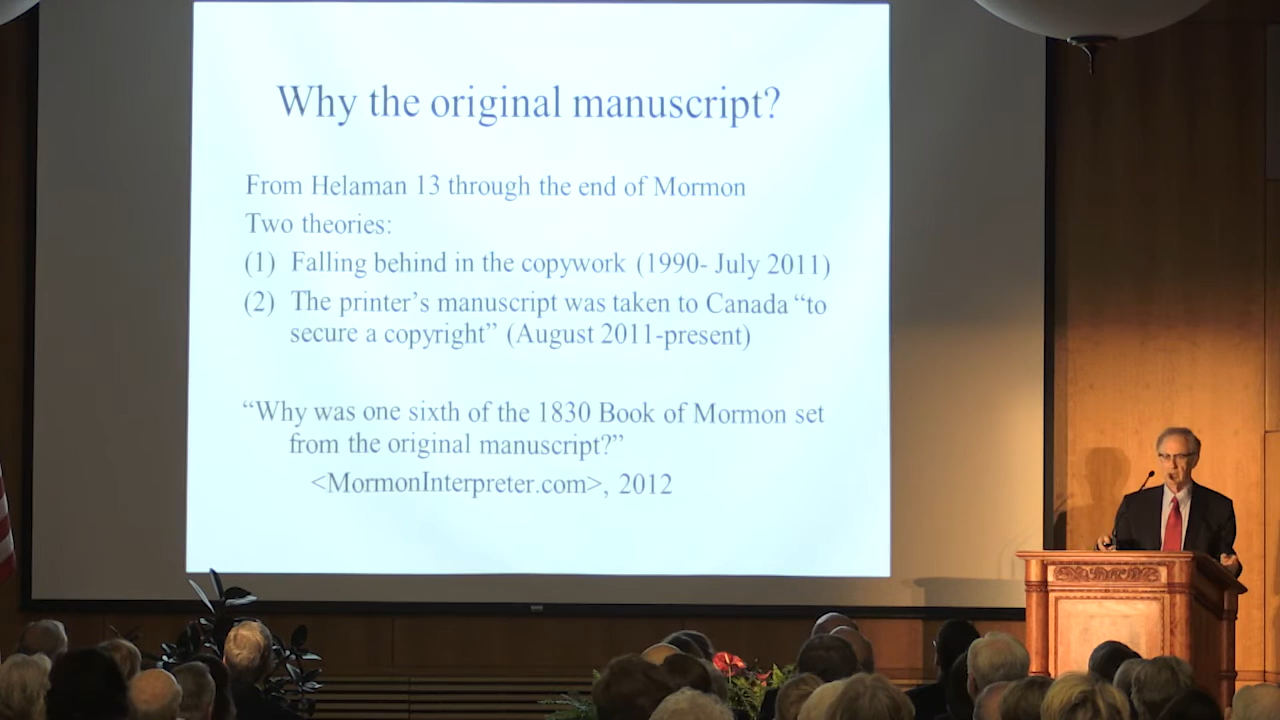 Why the original manuscript?
From Helaman 13 through the end of Mormon
Two theories:
(1) Falling behind in the copywork (1990- July 2011)
(2) The printer’s manuscript was taken to Canada “to
secure a copyright” (August 2011-present)
“Why was one sixth of the 1830 Book of Mormon set
from the original manuscript?”
<MormonInterpreter.com>, 2012